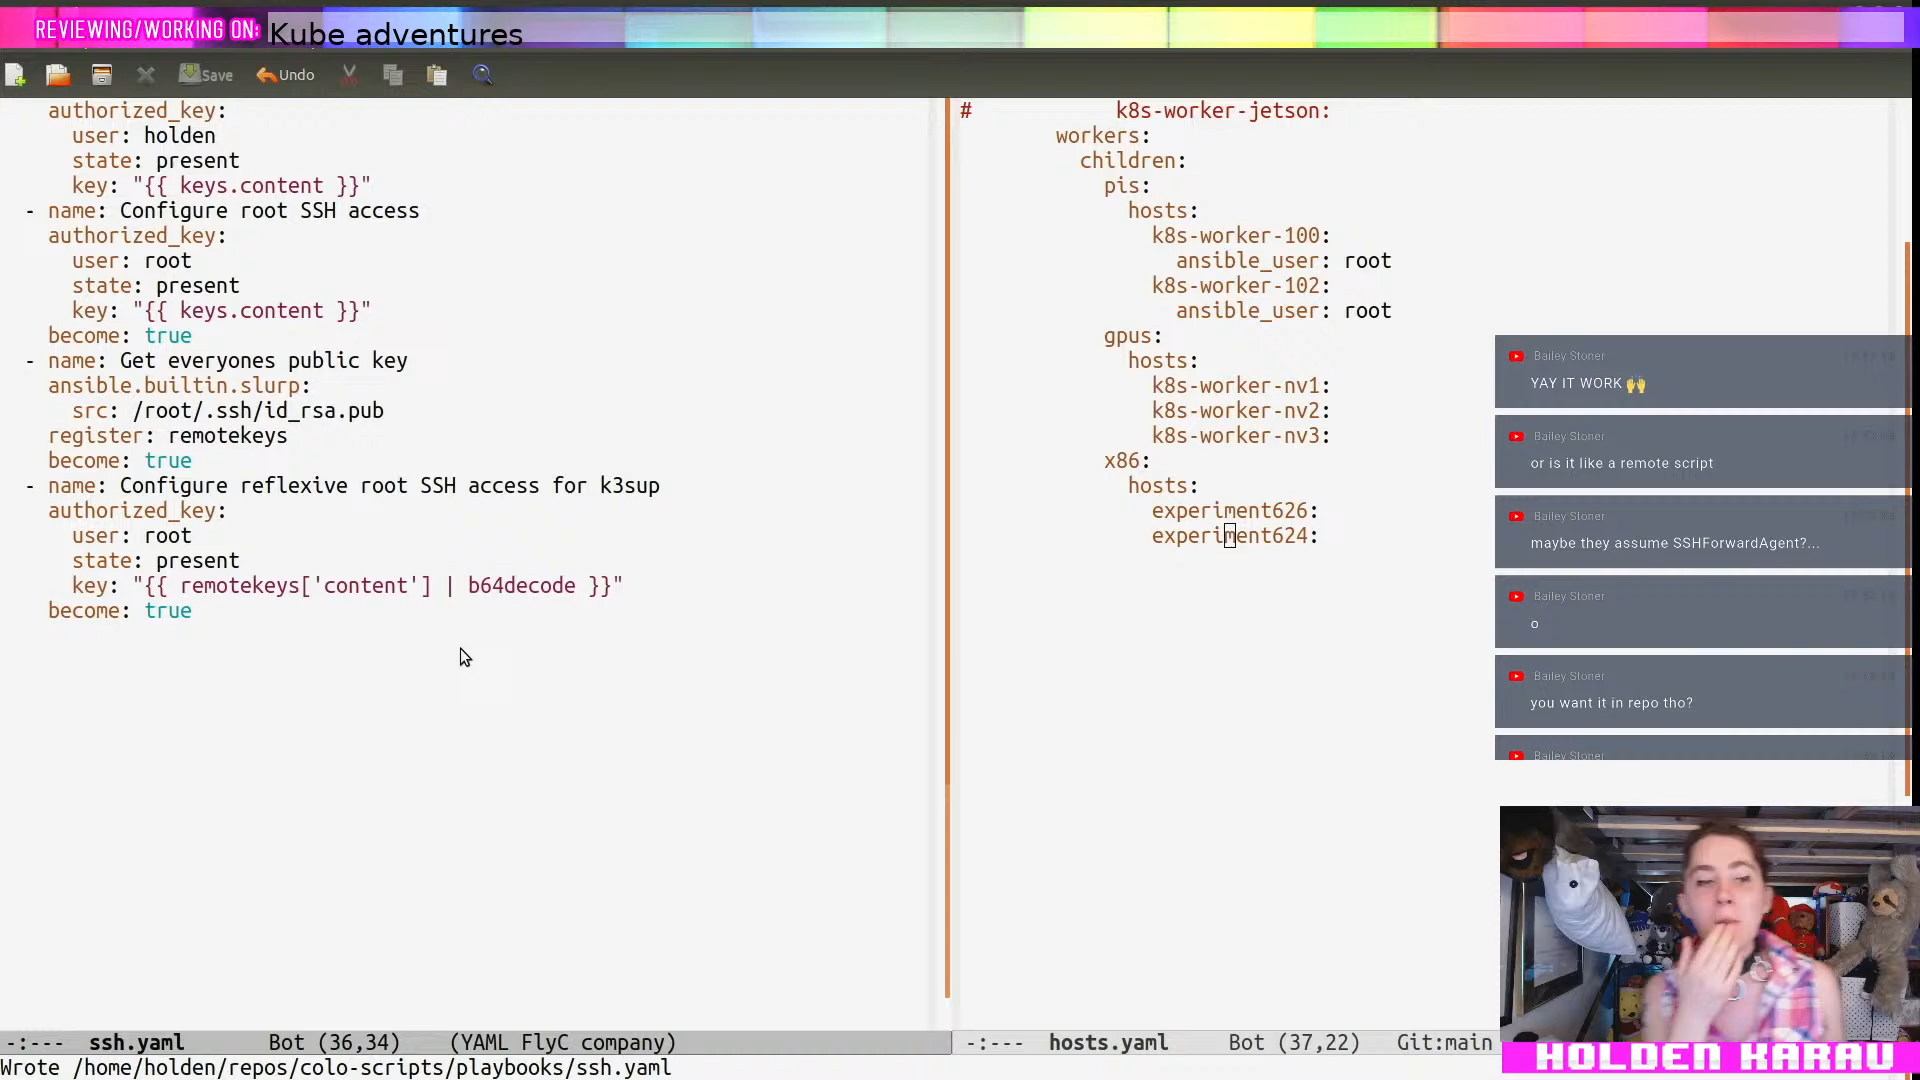 REVIEWING/WORKING ON: Kube adventures
Save
Undo
authorized_key:
user: holden
state: present
key: "{{ keys.content }}"
- name: Configure root SSH access
authorized_key:
user: root
state: present
key: "{{ keys.content }}"
become: true
- name: Get everyones public key
ansible.builtin.slurp:
src: /root/.ssh/id_rsa.pub
register: remotekeys
become: true
- name: Configure reflexive root SSH access for k3sup
authorized_key:
user: root
state: present
key: "{{ remotekeys['content'] | b64decode }}"
become: true
-:--- ssh.yaml Bot (36,34) (YAML FlyC company)
Wrote /home/holden/repos/colo-scripts/playbooks/ssh.yaml
# k8s-worker-jetson:
workers:
children:
pis:
hosts:
k8s-worker-100:
ansible_user: root
k8s-worker-102:
ansible_user: root
gpus:
hosts:
k8s-worker-nv1:
k8s-worker-nv2:
k8s-worker-nv3:
x86:
hosts:
experiment626:
experiment624:
-:--- hosts.yaml Bot (37,22) Git:main
Bailey Stoner
YAY IT WORK 🙌
Bailey Stoner
or is it like a remote script
Bailey Stoner
maybe they assume SSHForwardAgent?...
Bailey Stoner
o
Bailey Stoner
you want it in repo tho?
Bailey Stoner
HOLDEN KARAU